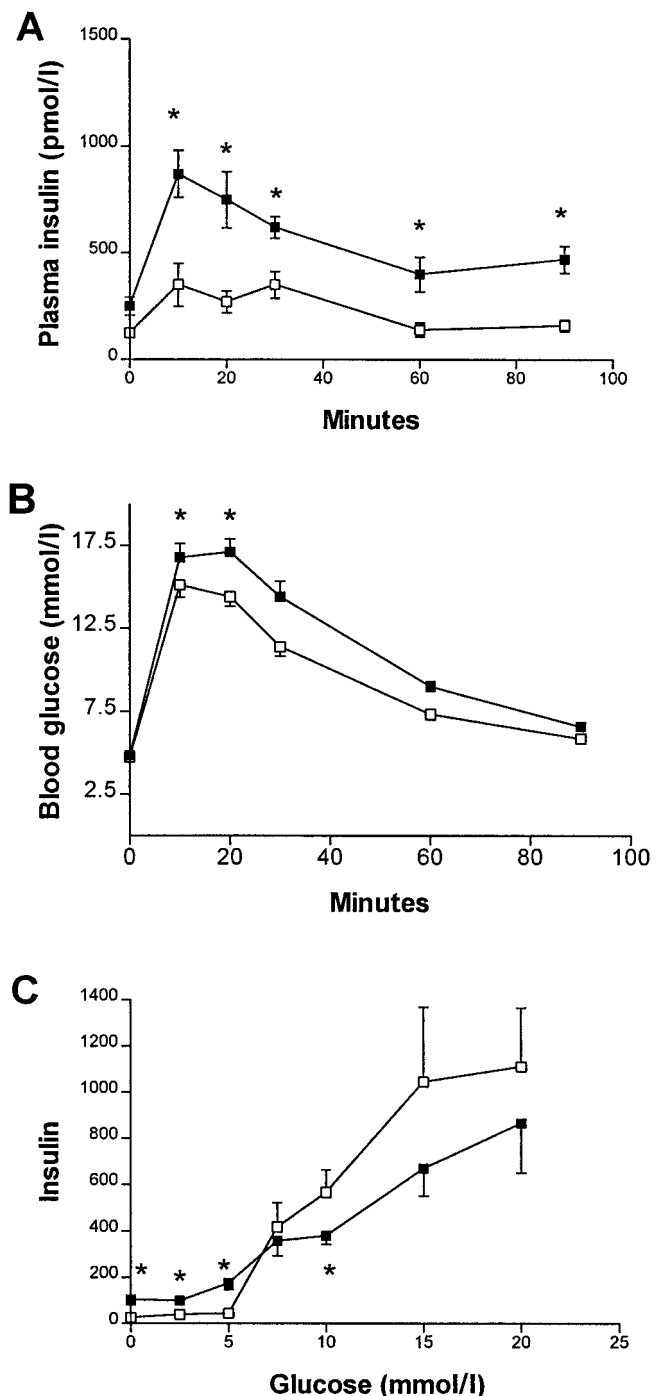 A
Plasma insulin (pmol/l)
1500
1000
500
0
* * * * *
0 20 40 60 80 100
Minutes
B
Blood glucose (mmol/l)
17.5
12.5
7.5
2.5
* *
0 20 40 60 80 100
Minutes
C
Insulin
1400
1200
1000
800
600
400
200
0
* * * *
0 5 10 15 20 25
Glucose (mmol/l)